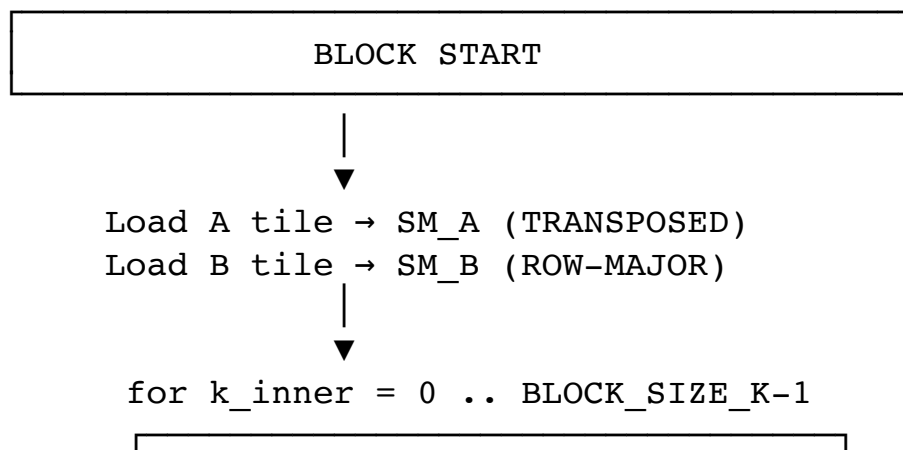 BLOCK START
Load A tile → SM_A (TRANSPOSED)
Load B tile → SM_B (ROW-MAJOR)
for k_inner = 0 .. BLOCK_SIZE_K-1